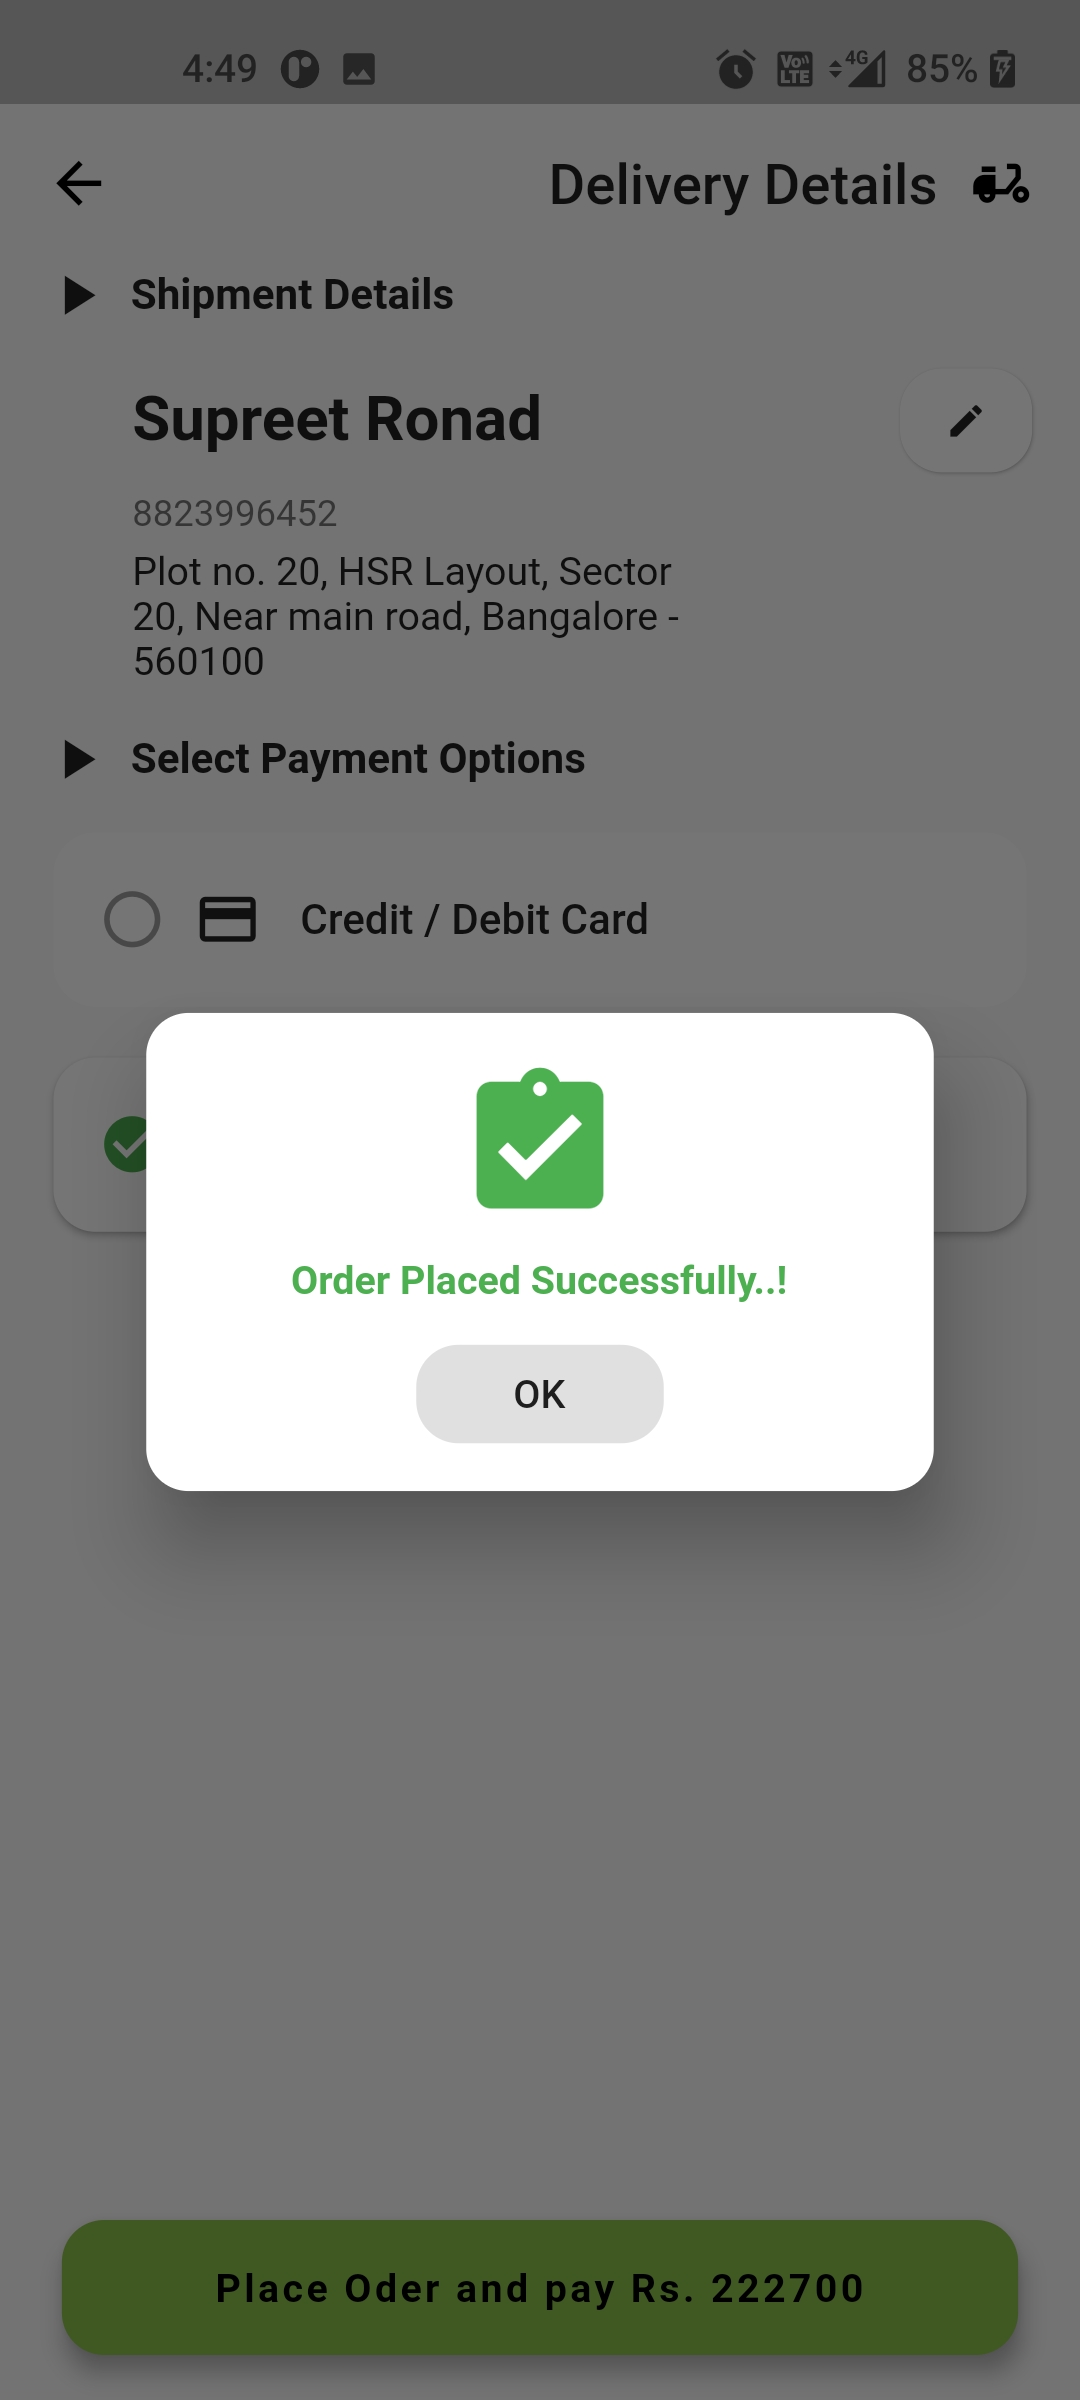 4:49
Vo LTE 4G 85%
Delivery Details
Shipment Details
Supreet Ronad
8823996452
Plot no. 20, HSR Layout, Sector
20, Near main road, Bangalore -
560100
Select Payment Options
Credit / Debit Card
Order Placed Successfully..!
OK
Place Oder and pay Rs. 222700